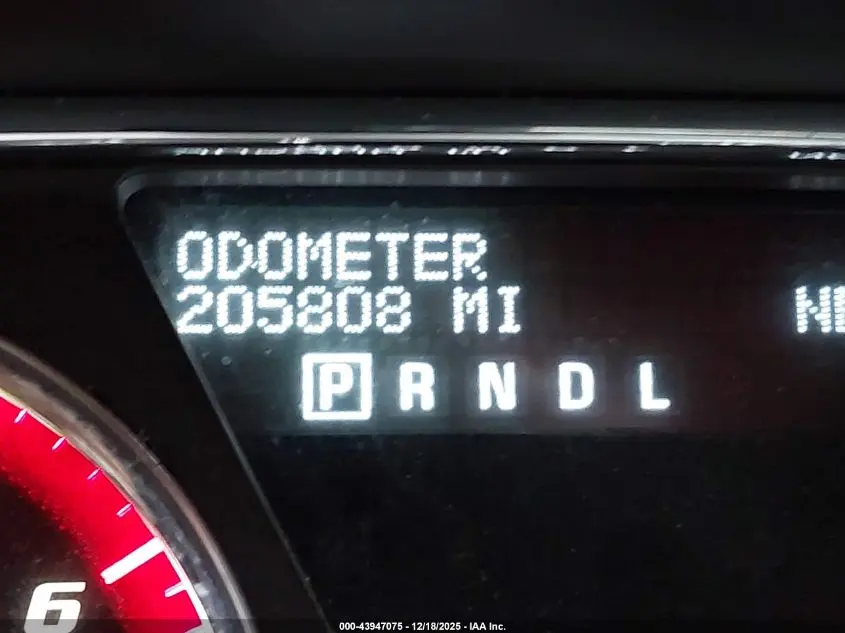 ODOMETER
205808 MI
P R N D L
6
000-43947075 - 12/18/2025 - IAA Inc.